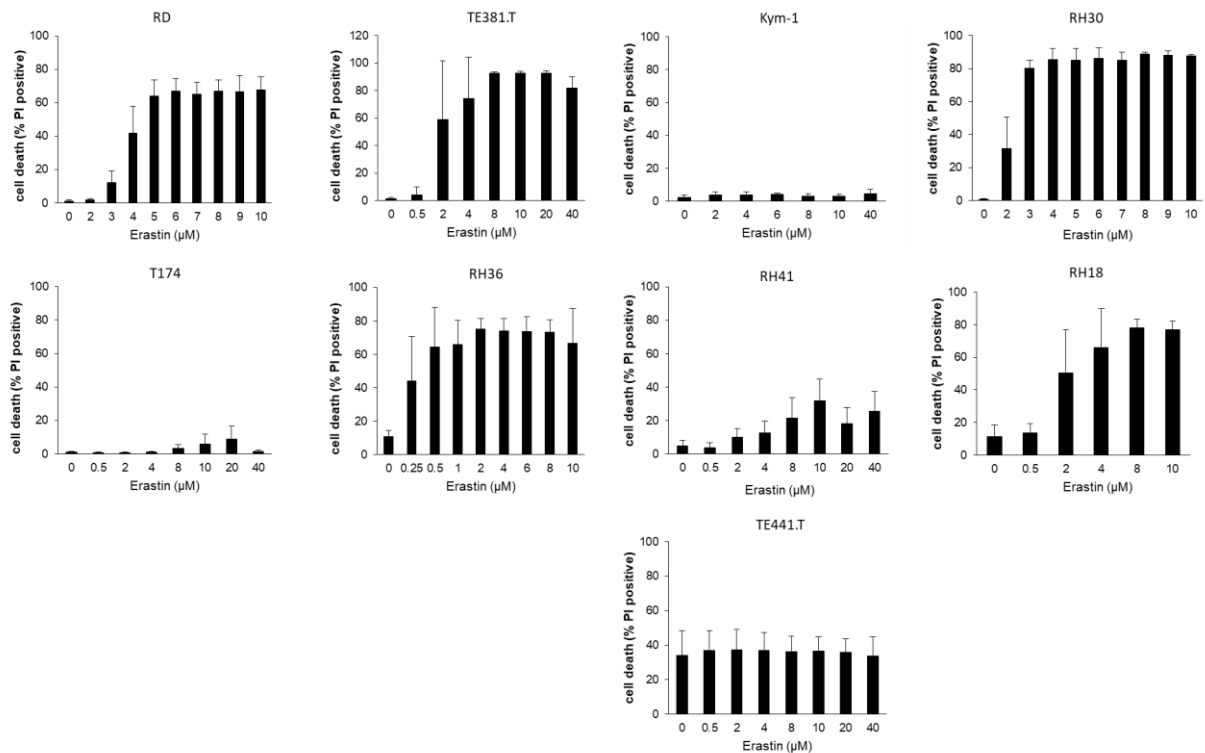 RD
cell death (% PI positive)
100
80
60
40
20
0
0 2 3 4 5 6 7 8 9 10
Erastin (µM)
TE381.T
cell death (% PI positive)
120
100
80
60
40
20
0
0 0.5 2 4 8 10 20 40
Erastin (µM)
Kym-1
cell death (% PI positive)
100
80
60
40
20
0
0 2 4 6 8 10 40
Erastin (µM)
RH30
cell death (% PI positive)
100
80
60
40
20
0
0 2 3 4 5 6 7 8 9 10
Erastin (µM)
T174
cell death (% PI positive)
100
80
60
40
20
0
0 0.5 2 4 8 10 20 40
Erastin (µM)
RH36
cell death (% PI positive)
100
80
60
40
20
0
0 0.25 0.5 1 2 4 6 8 10
Erastin (µM)
RH41
cell death (% PI positive)
100
80
60
40
20
0
0 0.5 2 4 8 10 20 40
Erastin (µM)
RH18
cell death (% PI positive)
100
80
60
40
20
0
0 0.5 2 4 8 10
Erastin (µM)
TE441.T
cell death (% PI positive)
100
80
60
40
20
0
0 0.5 2 4 8 10 20 40
Erastin (µM)